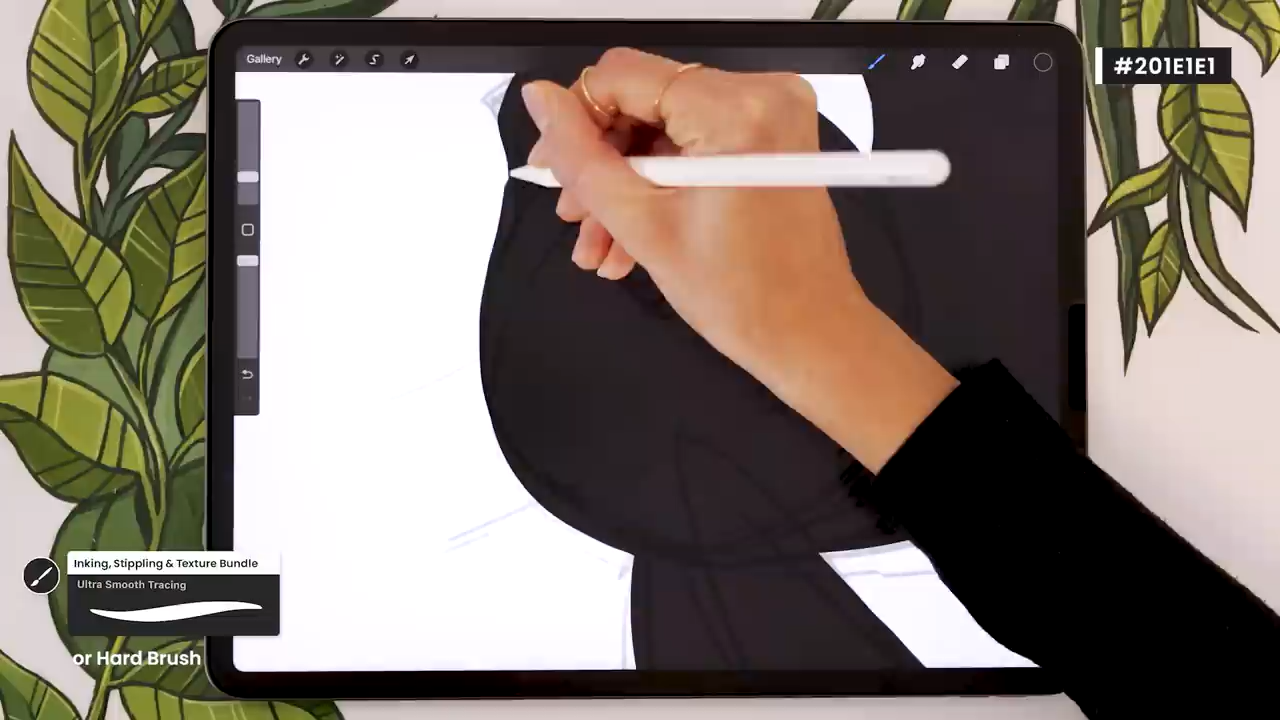 Gallery
#201E1E1
Inking, Stippling & Texture Bundle
Ultra Smooth Tracing
or Hard Brush